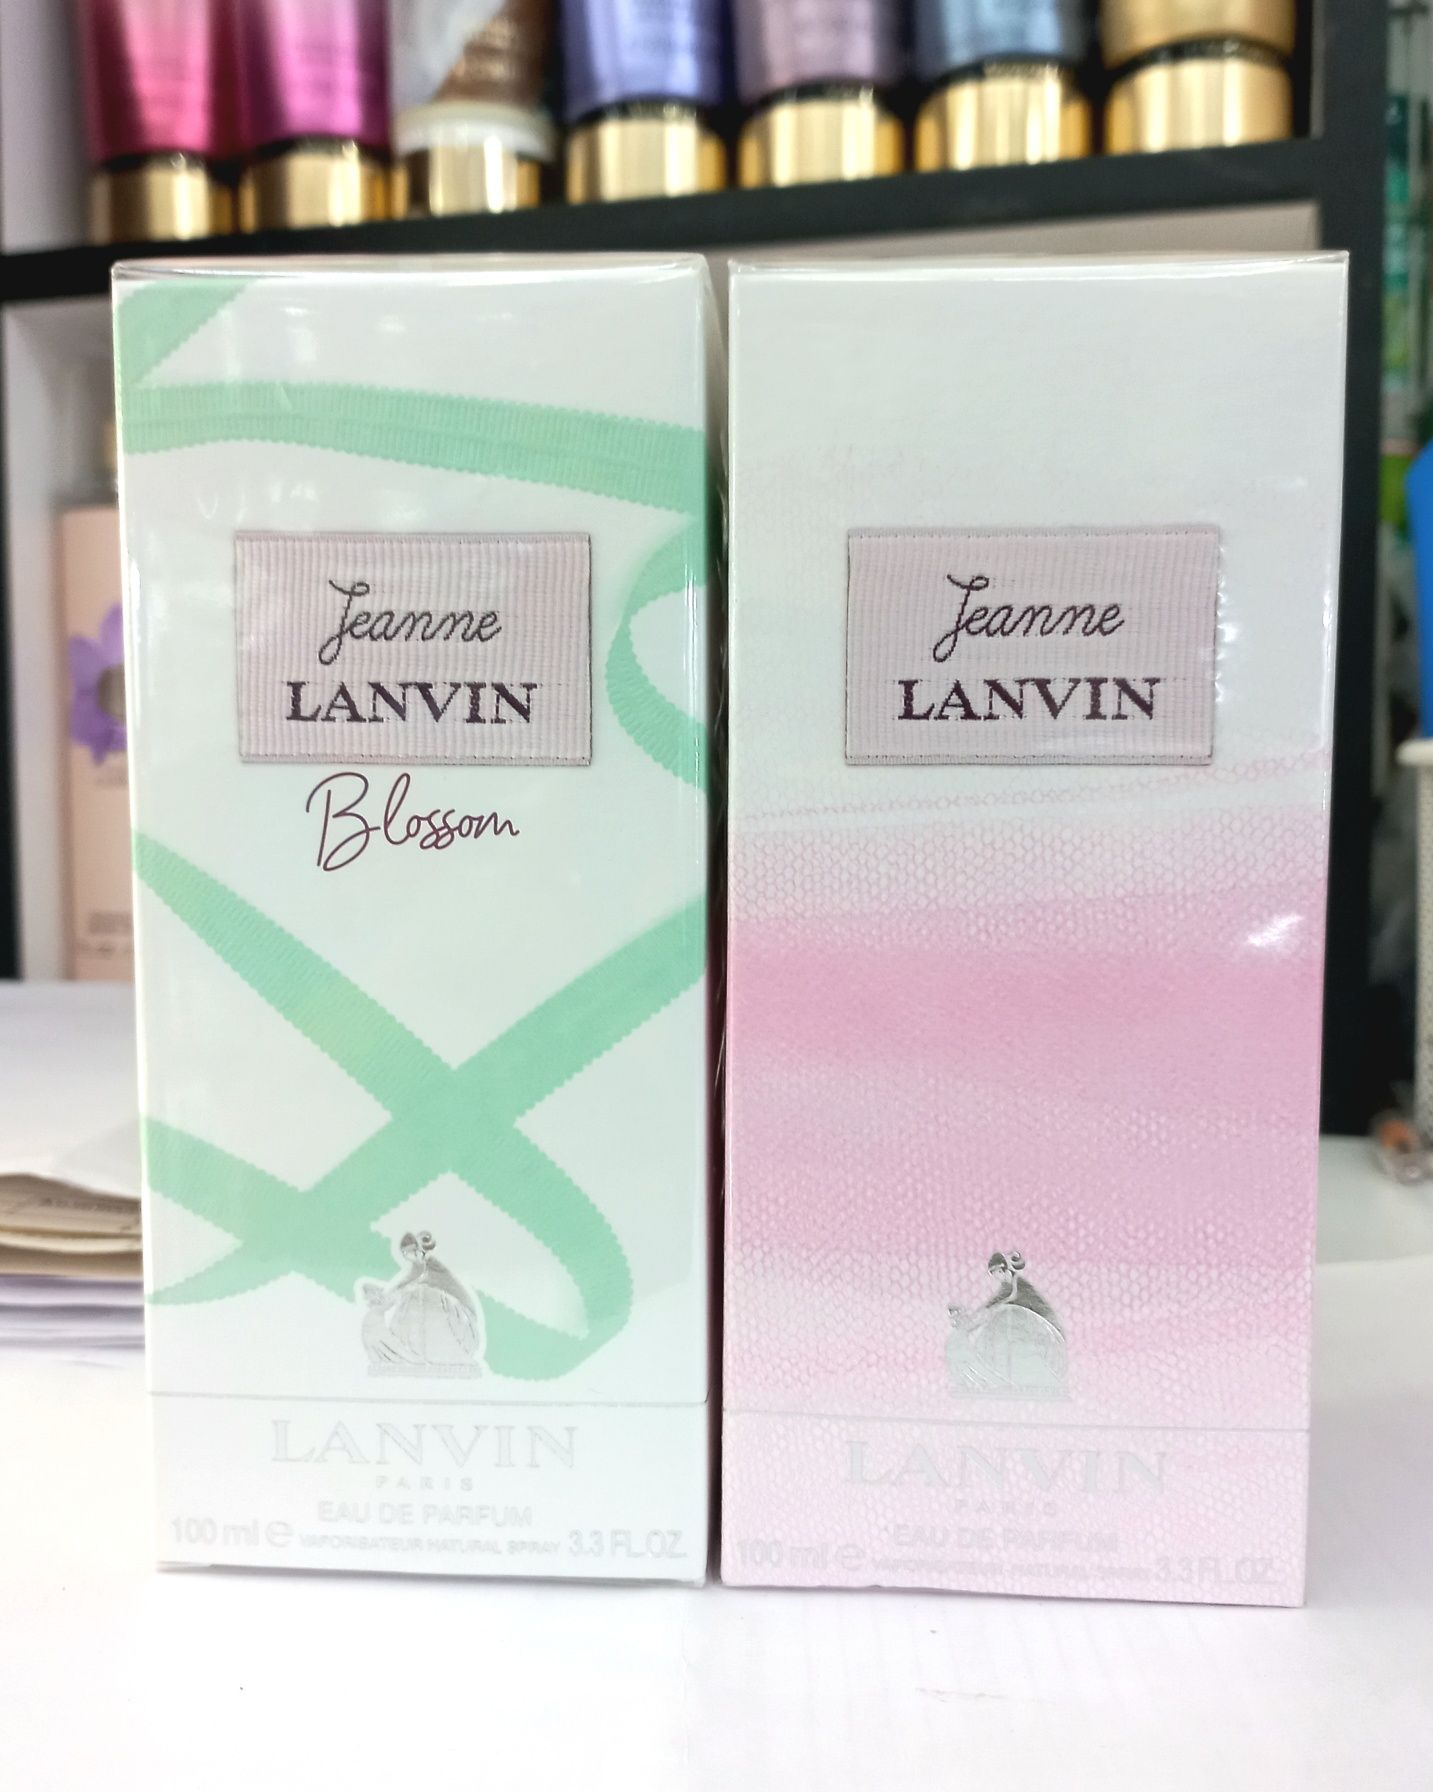 Jeanne
LANVIN
Blossom
LANVIN
PARIS
EAU DE PARFUM
100 ml e VAPORISATEUR NATURAL SPRAY 3.3 FL.OZ.
Jeanne
LANVIN
LANVIN
PARIS
EAU DE PARFUM
100 ml e VAPORISATEUR NATURAL SPRAY 3.3 FL.OZ.